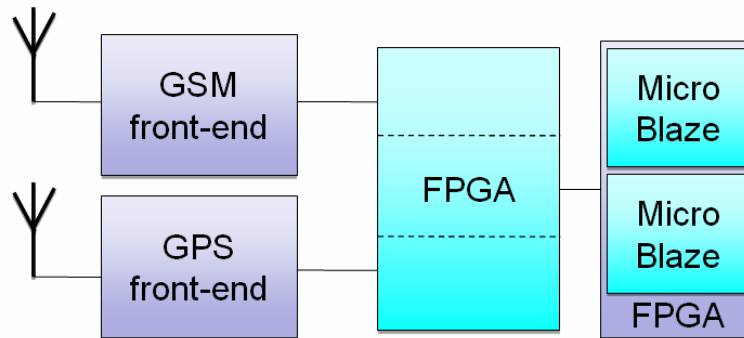 GSM
front-end
GPS
front-end
FPGA
Micro
Blaze
Micro
Blaze
FPGA